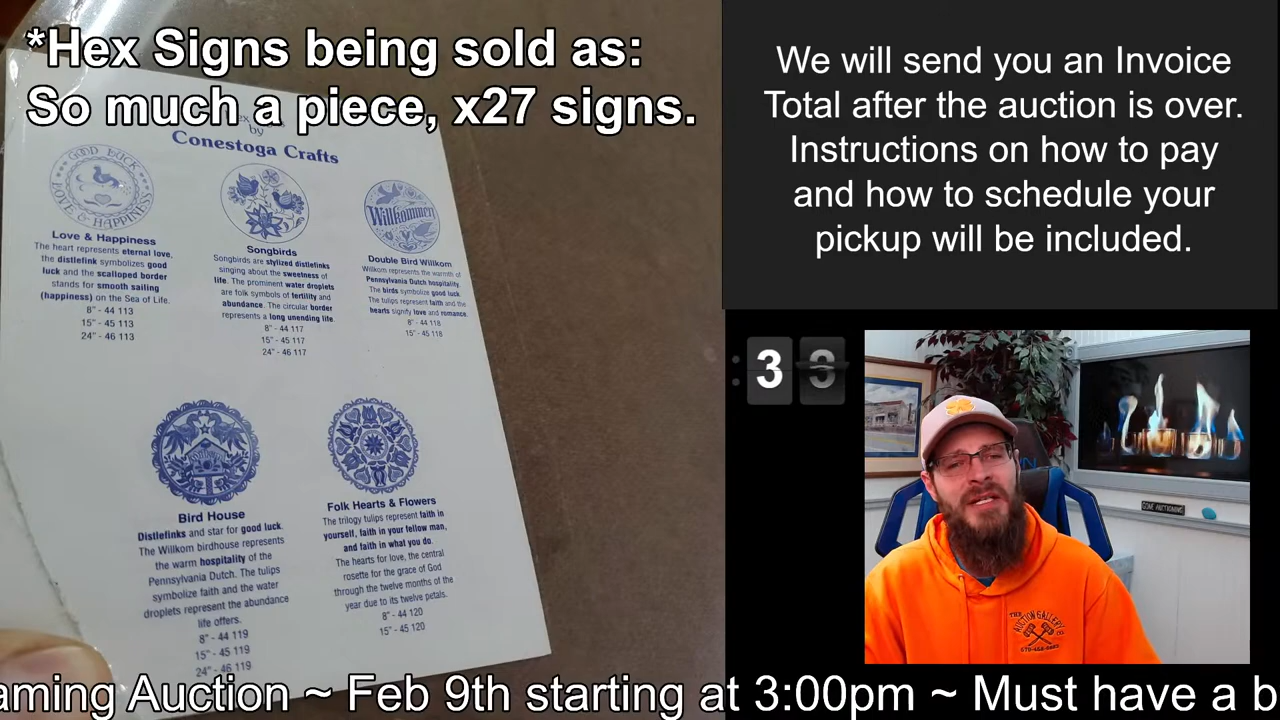 *Hex Signs being sold as:
So much a piece, x27 signs.
by
Conestoga Crafts
GOOD LUCK
LOVE & HAPPINESS
Love & Happiness
The heart represents eternal love,
the distlefink symbolizes good
luck and the scalloped border
stands for smooth sailing
(happiness) on the Sea of Life.
8" - 44 113
15" - 45 113
24" - 46 113
Songbirds
Songbirds are stylized distlefinks
singing about the sweetness of
life. The prominent water droplets
are folk symbols of fertility and
abundance. The circular border
represents a long unending life.
8" - 44 117
15" - 45 117
24" - 46 117
Willkommen
Double Bird Willkom
Willkom represents the warmth of
Pennsylvania Dutch hospitality.
The birds symbolize good luck.
The tulips represent faith and the
hearts signify love and romance.
8" - 44 118
15" - 45 118
Bird House
Distlefinks and star for good luck.
The Willkom birdhouse represents
the warm hospitality of the
Pennsylvania Dutch. The tulips
symbolize faith and the water
droplets represent the abundance
life offers.
8" - 44 119
15" - 45 119
24" - 46 119
Folk Hearts & Flowers
The trilogy tulips represent faith in
yourself, faith in your fellow man,
and faith in what you do.
The hearts for love, the central
rosette for the grace of God
through the twelve months of the
year due to its twelve petals.
8" - 44 120
15" - 45 120
We will send you an Invoice
Total after the auction is over.
Instructions on how to pay
and how to schedule your
pickup will be included.
: 3
GONE AUCTIONING
THE
AUCTION GALLERY
aming Auction ~ Feb 9th starting at 3:00pm ~ Must have a b